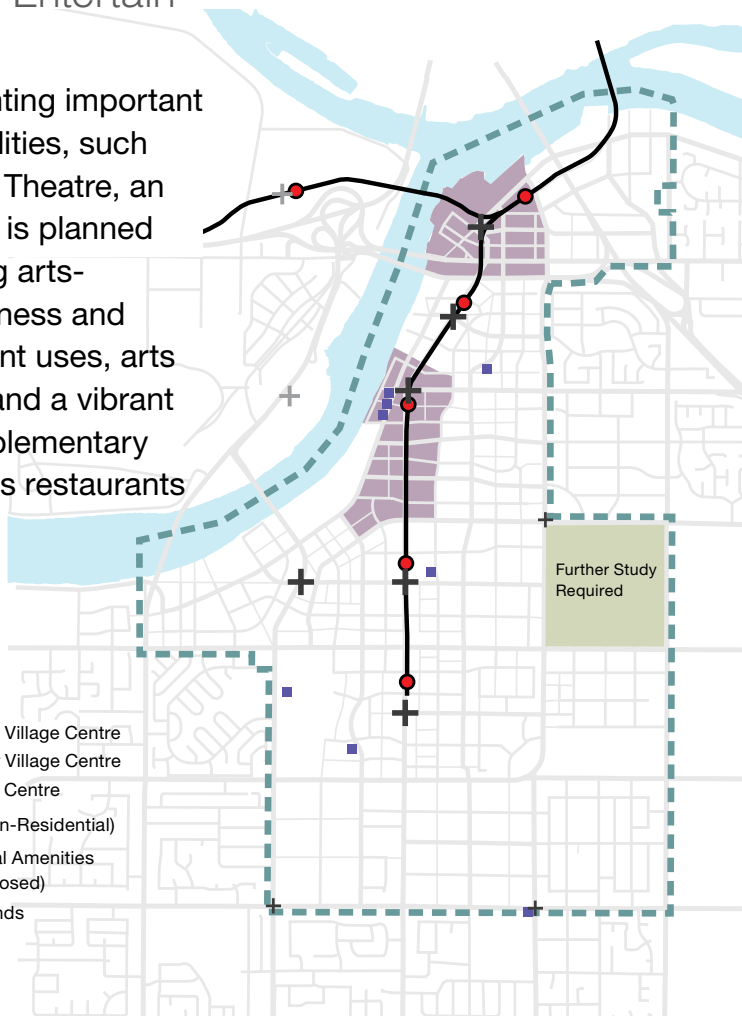 Entertain
nting important
lities, such
Theatre, an
is planned
g arts-
ness and
nt uses, arts
and a vibrant
plementary
s restaurants
Further Study
Required
Village Centre
Village Centre
Centre
n-Residential)
al Amenities
osed)
nds